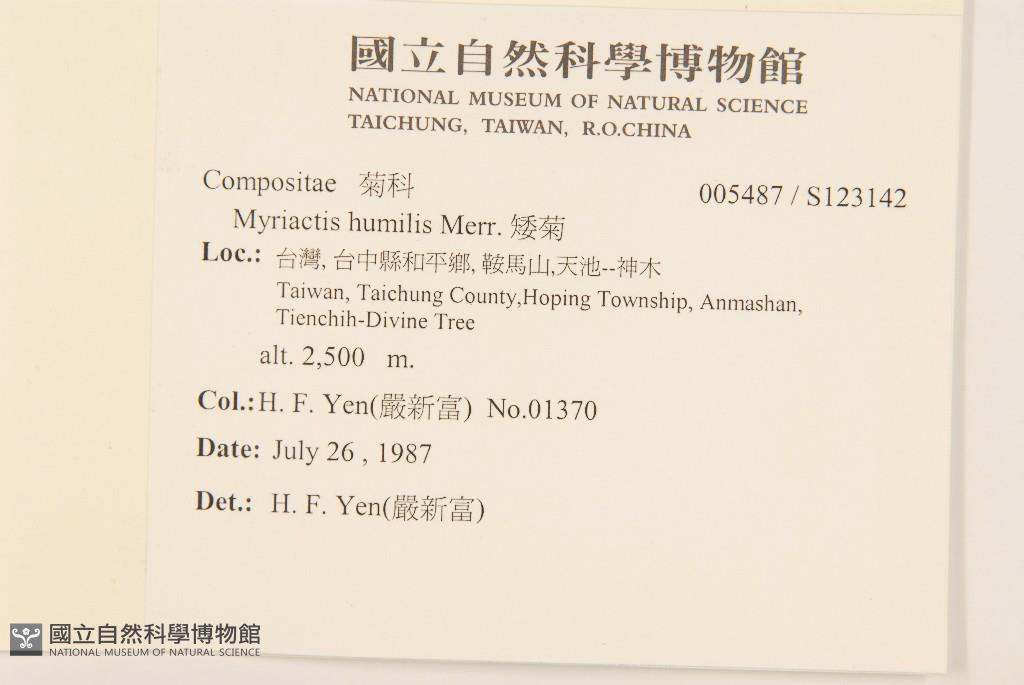 國立自然科學博物館
NATIONAL MUSEUM OF NATURAL SCIENCE
TAICHUNG, TAIWAN, R.O.CHINA
Compositae 菊科
005487 / S123142
Myriactis humilis Merr. 矮菊
Loc.: 台灣, 台中縣和平鄉, 鞍馬山,天池--神木
Taiwan, Taichung County,Hoping Township, Anmashan,
Tienchih-Divine Tree
alt. 2,500 m.
Col.:H. F. Yen(嚴新富) No.01370
Date: July 26 , 1987
Det.: H. F. Yen(嚴新富)
國立自然科學博物館
NATIONAL MUSEUM OF NATURAL SCIENCE